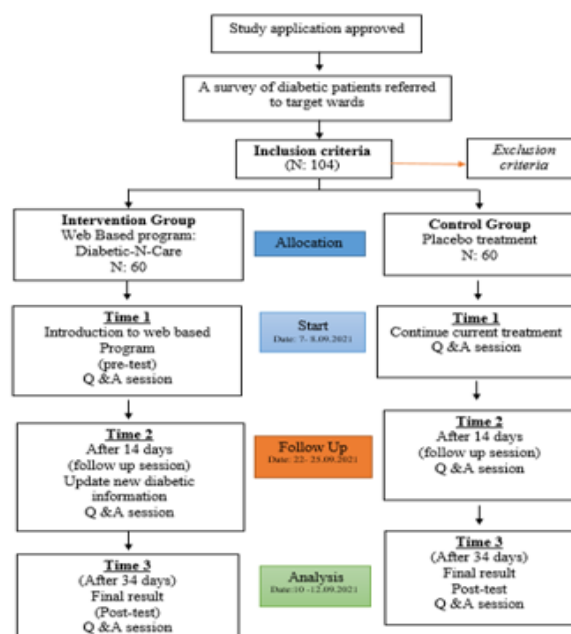 Study application approved
A survey of diabetic patients referred
to target wards
Inclusion criteria
(N: 104)
Exclusion
criteria
Intervention Group
Web Based program:
Diabetic-N-Care
N: 60
Allocation
Control Group
Placebo treatment
N: 60
Time 1
Introduction to web based
Program
(pre-test)
Q &A session
Start
Date: 7- 8.09.2021
Time 1
Continue current treatment
Q &A session
Time 2
After 14 days
(follow up session)
Update new diabetic
information
Q &A session
Follow Up
Date: 22- 25.09.2021
Time 2
After 14 days
(follow up session)
Q &A session
Time 3
(After 34 days)
Final result
(Post-test)
Q &A session
Analysis
Date:10 -12.09.2021
Time 3
(After 34 days)
Final result
Post-test
Q &A session